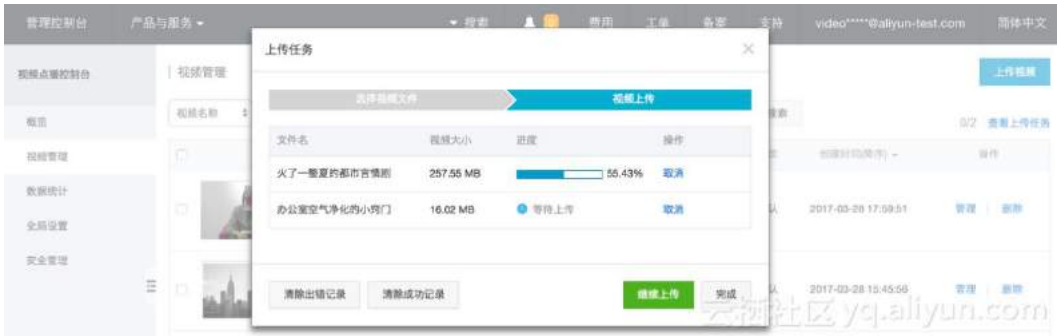 管理控制台 产品与服务 搜索 费用 工单 备案 支持 video*****@aliyun-test.com 简体中文
上传任务
视频点播控制台 视频管理 上传视频
选择视频文件 视频上传
视频名称 搜索
概览 0/2 查看上传任务
文件名 视频大小 进度 操作
视频管理 创建时间(降序) 操作
火了一整夏的都市言情剧 257.55 MB 55.43% 取消
数据统计
办公室空气净化的小窍门 16.02 MB 等待上传 取消
2017-03-28 17:59:51 管理 删除
全局设置
安全管理
清除出错记录 清除成功记录 继续上传 完成
2017-03-28 15:45:56 管理 删除
云栖社区 yq.aliyun.com